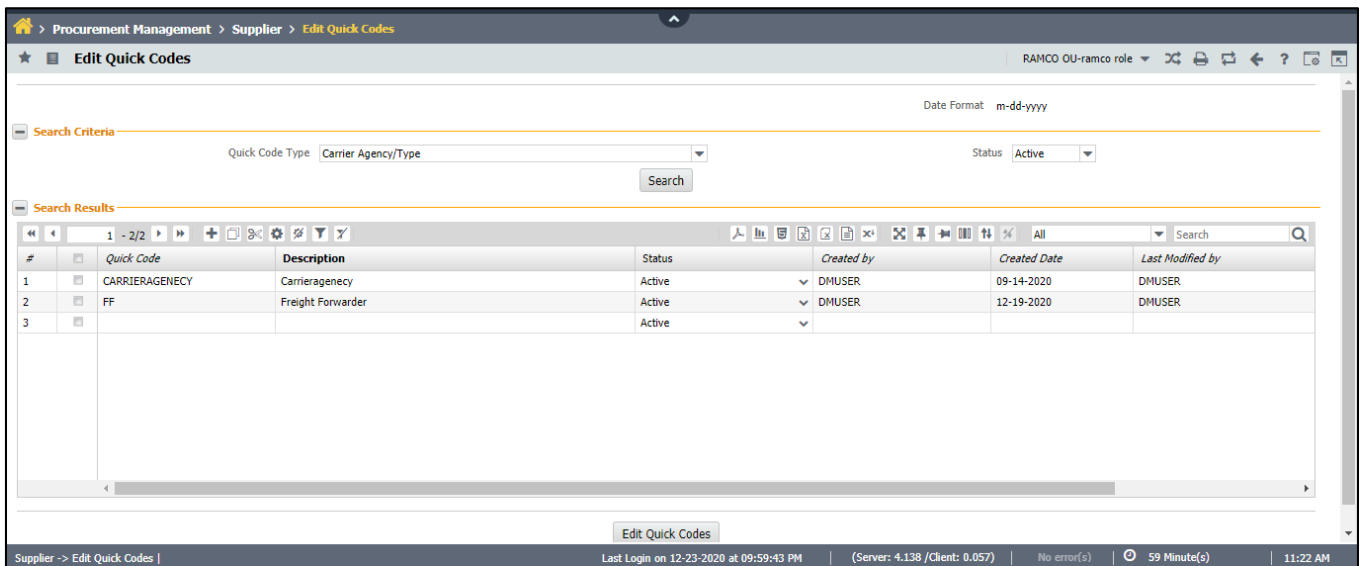 > Procurement Management > Supplier > Edit Quick Codes
Edit Quick Codes RAMCO OU-ramco role ?
Date Format m-dd-yyyy
Search Criteria
Quick Code Type Carrier Agency/Type Status Active
Search
Search Results
1 - 2/2 All Search
# Quick Code Description Status Created by Created Date Last Modified by
1 CARRIERAGENECY Carrieragenecy Active DMUSER 09-14-2020 DMUSER
2 FF Freight Forwarder Active DMUSER 12-19-2020 DMUSER
3 Active
Edit Quick Codes
Supplier -> Edit Quick Codes | Last Login on 12-23-2020 at 09:59:43 PM | (Server: 4.138 /Client: 0.057) | No error(s) | 59 Minute(s) | 11:22 AM